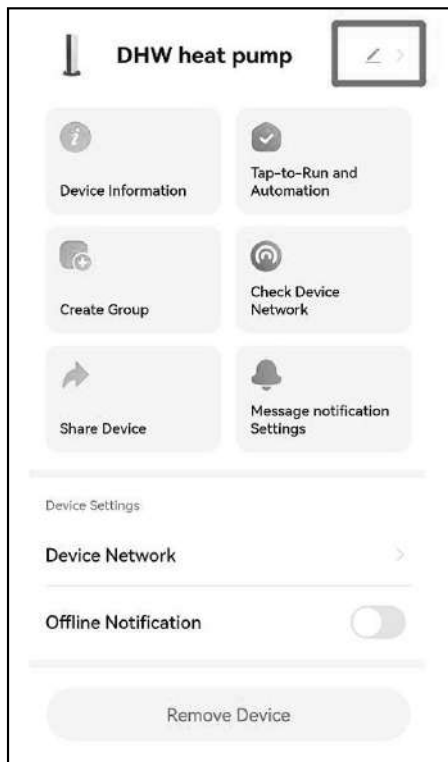 DHW heat pump
Device Information
Tap-to-Run and
Automation
Create Group
Check Device
Network
Share Device
Message notification
Settings
Device Settings
Device Network
Offline Notification
Remove Device